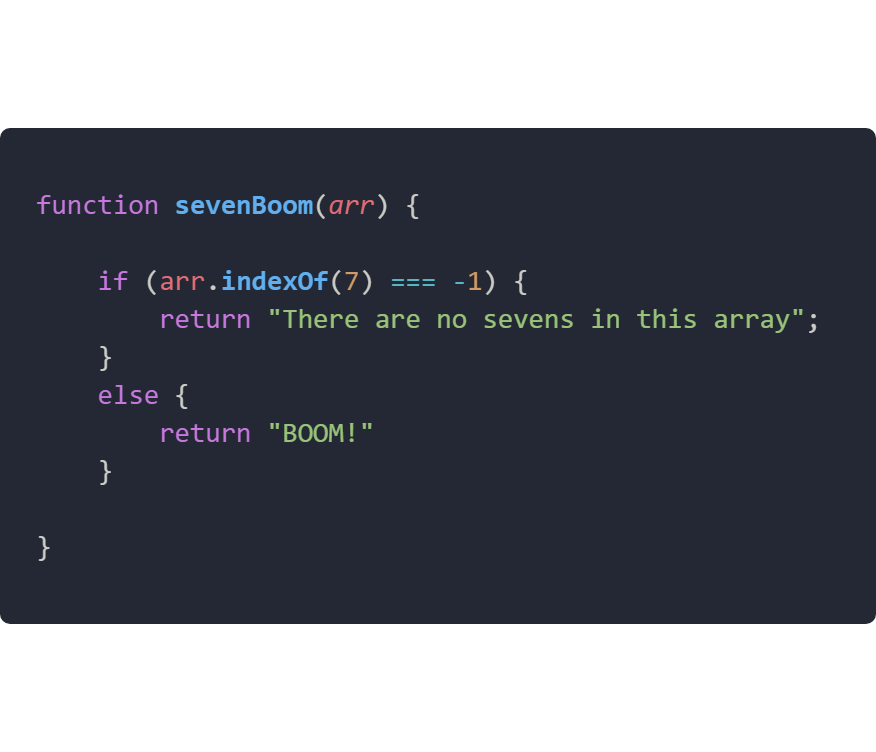 function sevenBoom(arr) {
    if (arr.indexOf(7) === -1) {
        return "There are no sevens in this array";
    }
    else {
        return "BOOM!"
    }
}